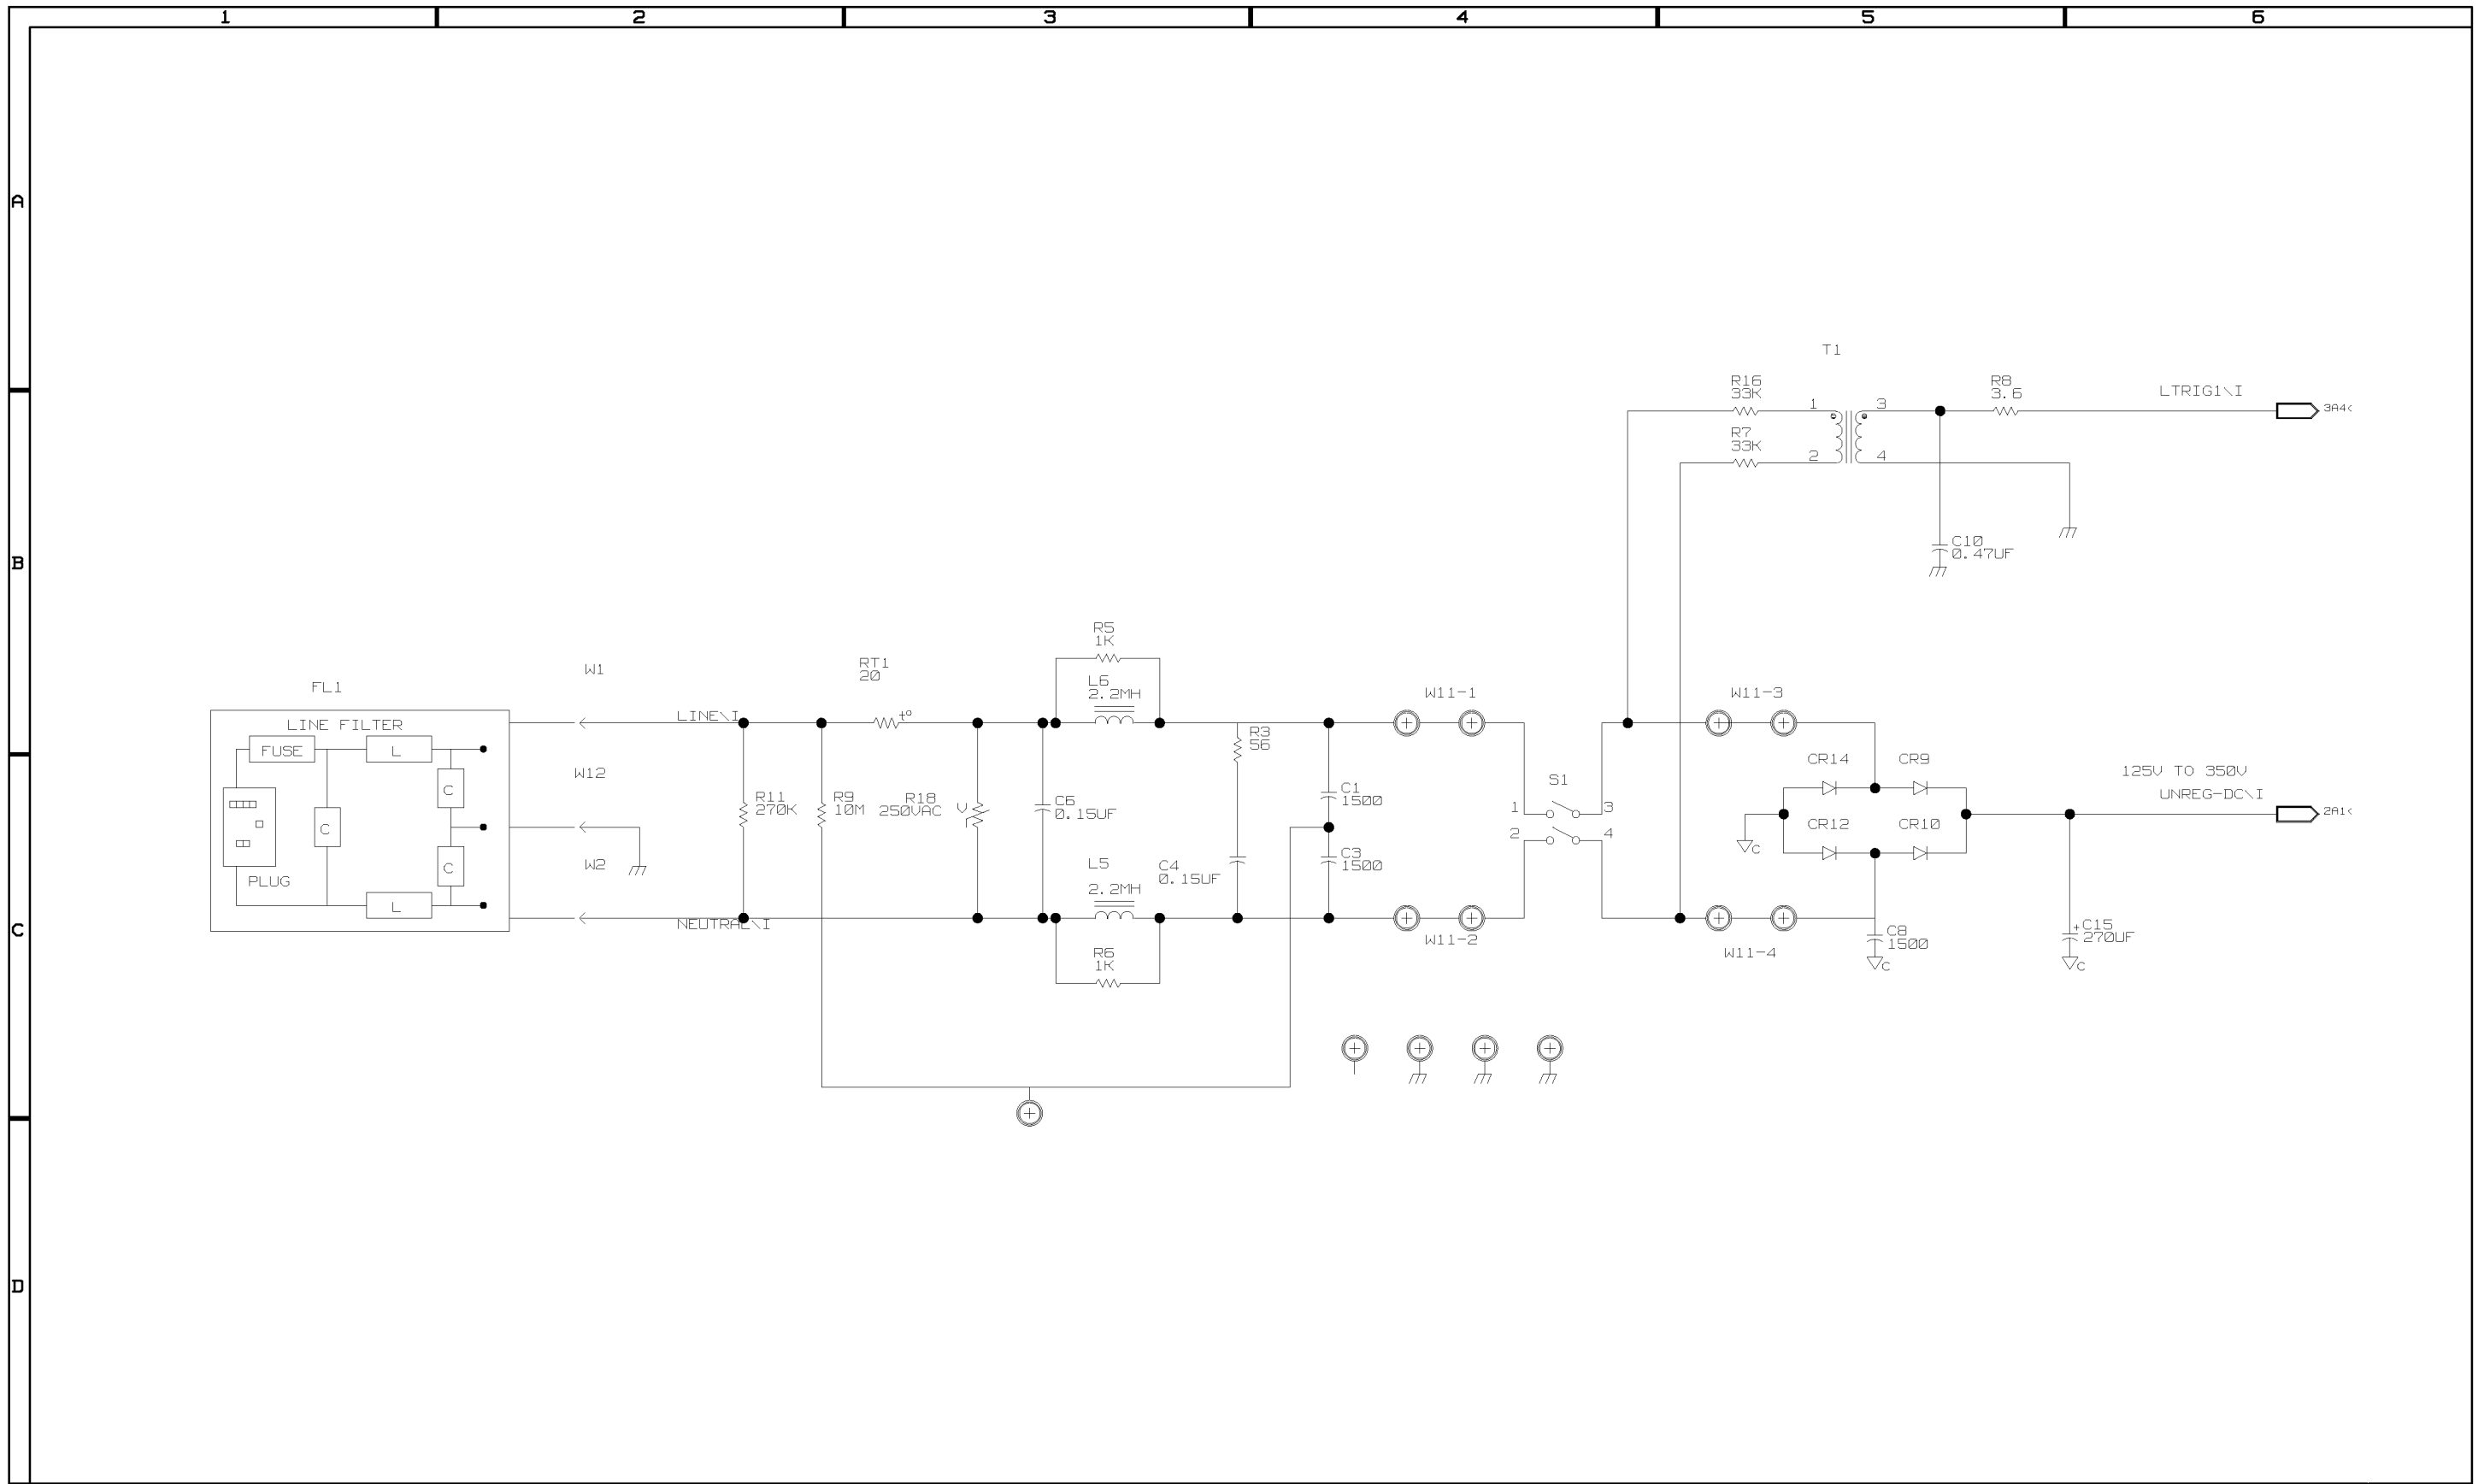 1 2 3 4 5 6
A
T1
R16
33K
R8
3.6
LTRIG1\I
1
3
3A4<
R7
33K
2
4
B
C10
0.47UF
R5
1K
W1
RT1
20
L6
2.2MH
FL1
W11-1
W11-3
LINE FILTER
LINE\I
t°
FUSE
L
R3
56
W12
S1
CR14
CR9
125V TO 350V
UNREG-DC\I
C
C
R11
270K
R9
10M
R18
250VAC
V
C6
0.15UF
C1
1500
1
3
2
4
2A1<
CR12
CR10
C
C
W2
PLUG
L5
2.2MH
C4
0.15UF
C3
1500
L
NEUTRAL\I
C
W11-2
W11-4
C8
1500
C
+
C15
270UF
C
R6
1K
D